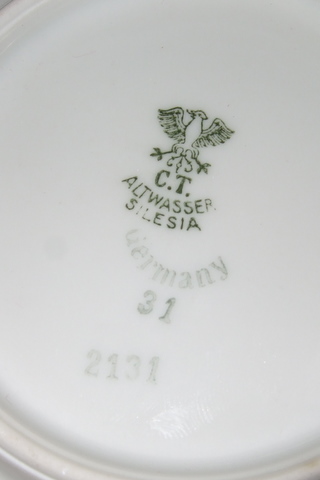 C.T.
ALTWASSER
SILESIA
Germany
31
2131